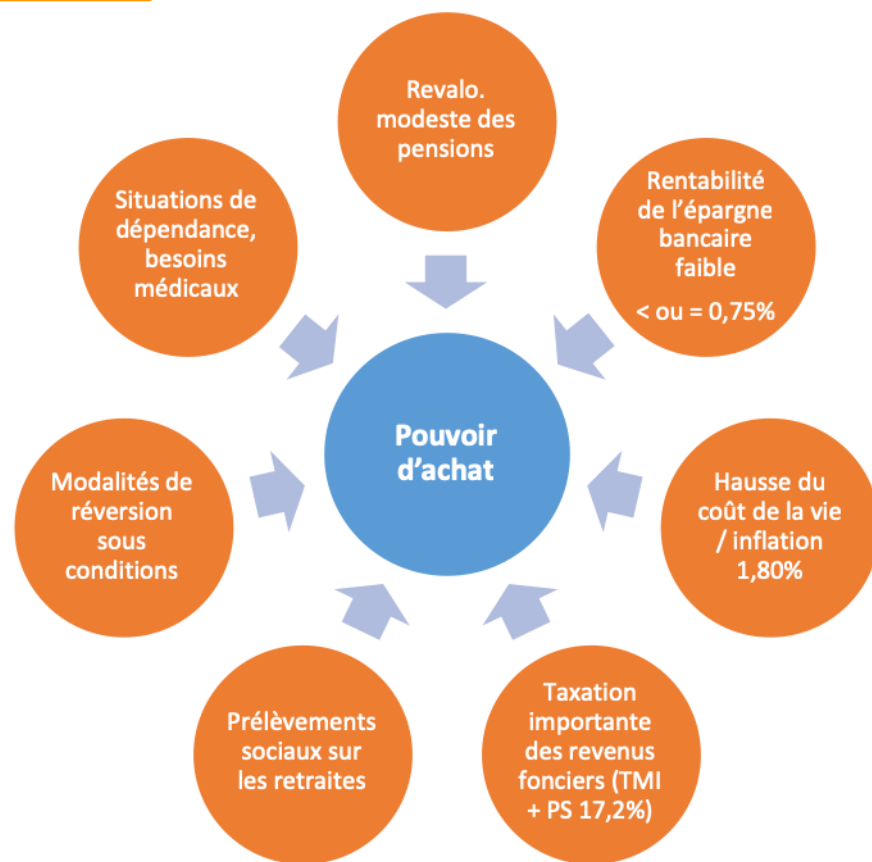 Revalo.
modeste des
pensions
Rentabilité
de l’épargne
bancaire
faible
< ou = 0,75%
Hausse du
coût de la vie
/ inflation
1,80%
Taxation
importante
des revenus
fonciers (TMI
+ PS 17,2%)
Prélèvements
sociaux sur
les retraites
Modalités de
réversion
sous
conditions
Situations de
dépendance,
besoins
médicaux
Pouvoir
d’achat